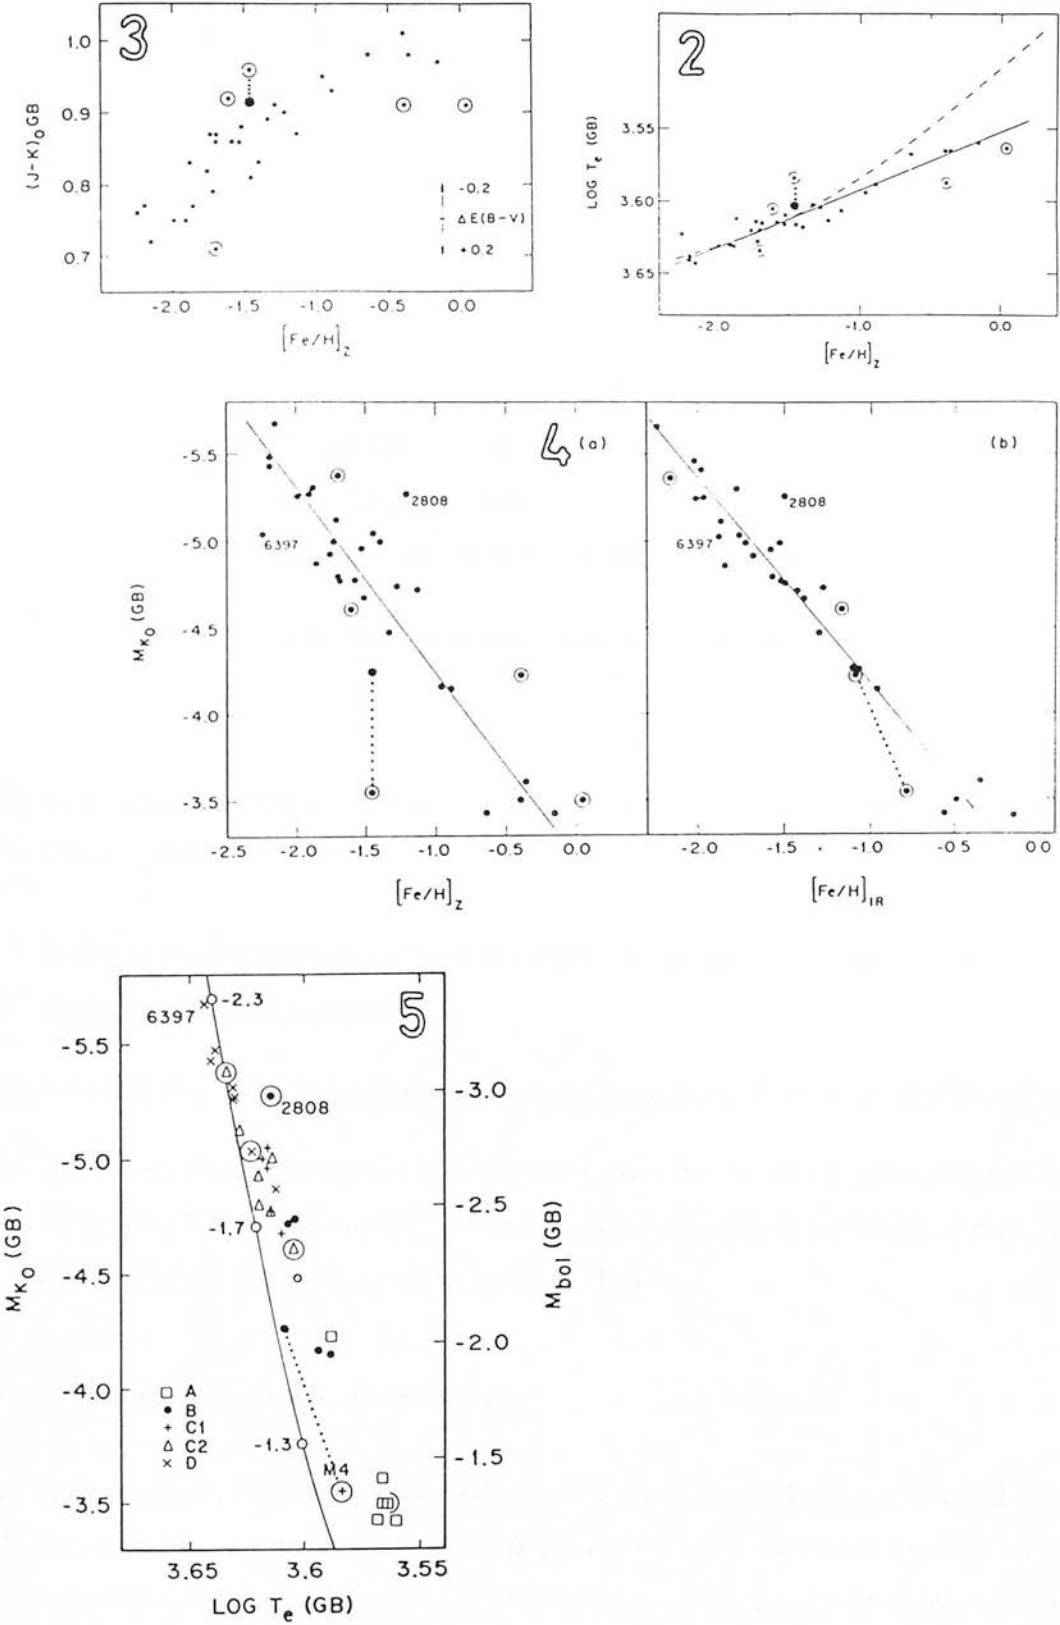 3
1.0
0.9
0.8
0.7
(J-K)₀GB
-0.2
Δ E(B-V)
+0.2
-2.0 -1.5 -1.0 -0.5 0.0
[Fe/H]Z
2
3.55
3.60
3.65
LOG Te (GB)
-2.0 -1.0 0.0
[Fe/H]Z
4 (a)
-5.5
-5.0
-4.5
-4.0
-3.5
MK₀ (GB)
2808
6397
-2.5 -2.0 -1.5 -1.0 -0.5 0.0
[Fe/H]Z
(b)
2808
6397
-2.0 -1.5 -1.0 -0.5 0.0
[Fe/H]IR
5
6397
-2.3
2808
-1.7
-1.3
M4
-5.5
-5.0
-4.5
-4.0
-3.5
MK₀ (GB)
-3.0
-2.5
-2.0
-1.5
Mbol (GB)
□ A
• B
+ C1
△ C2
× D
3.65 3.6 3.55
LOG Te (GB)